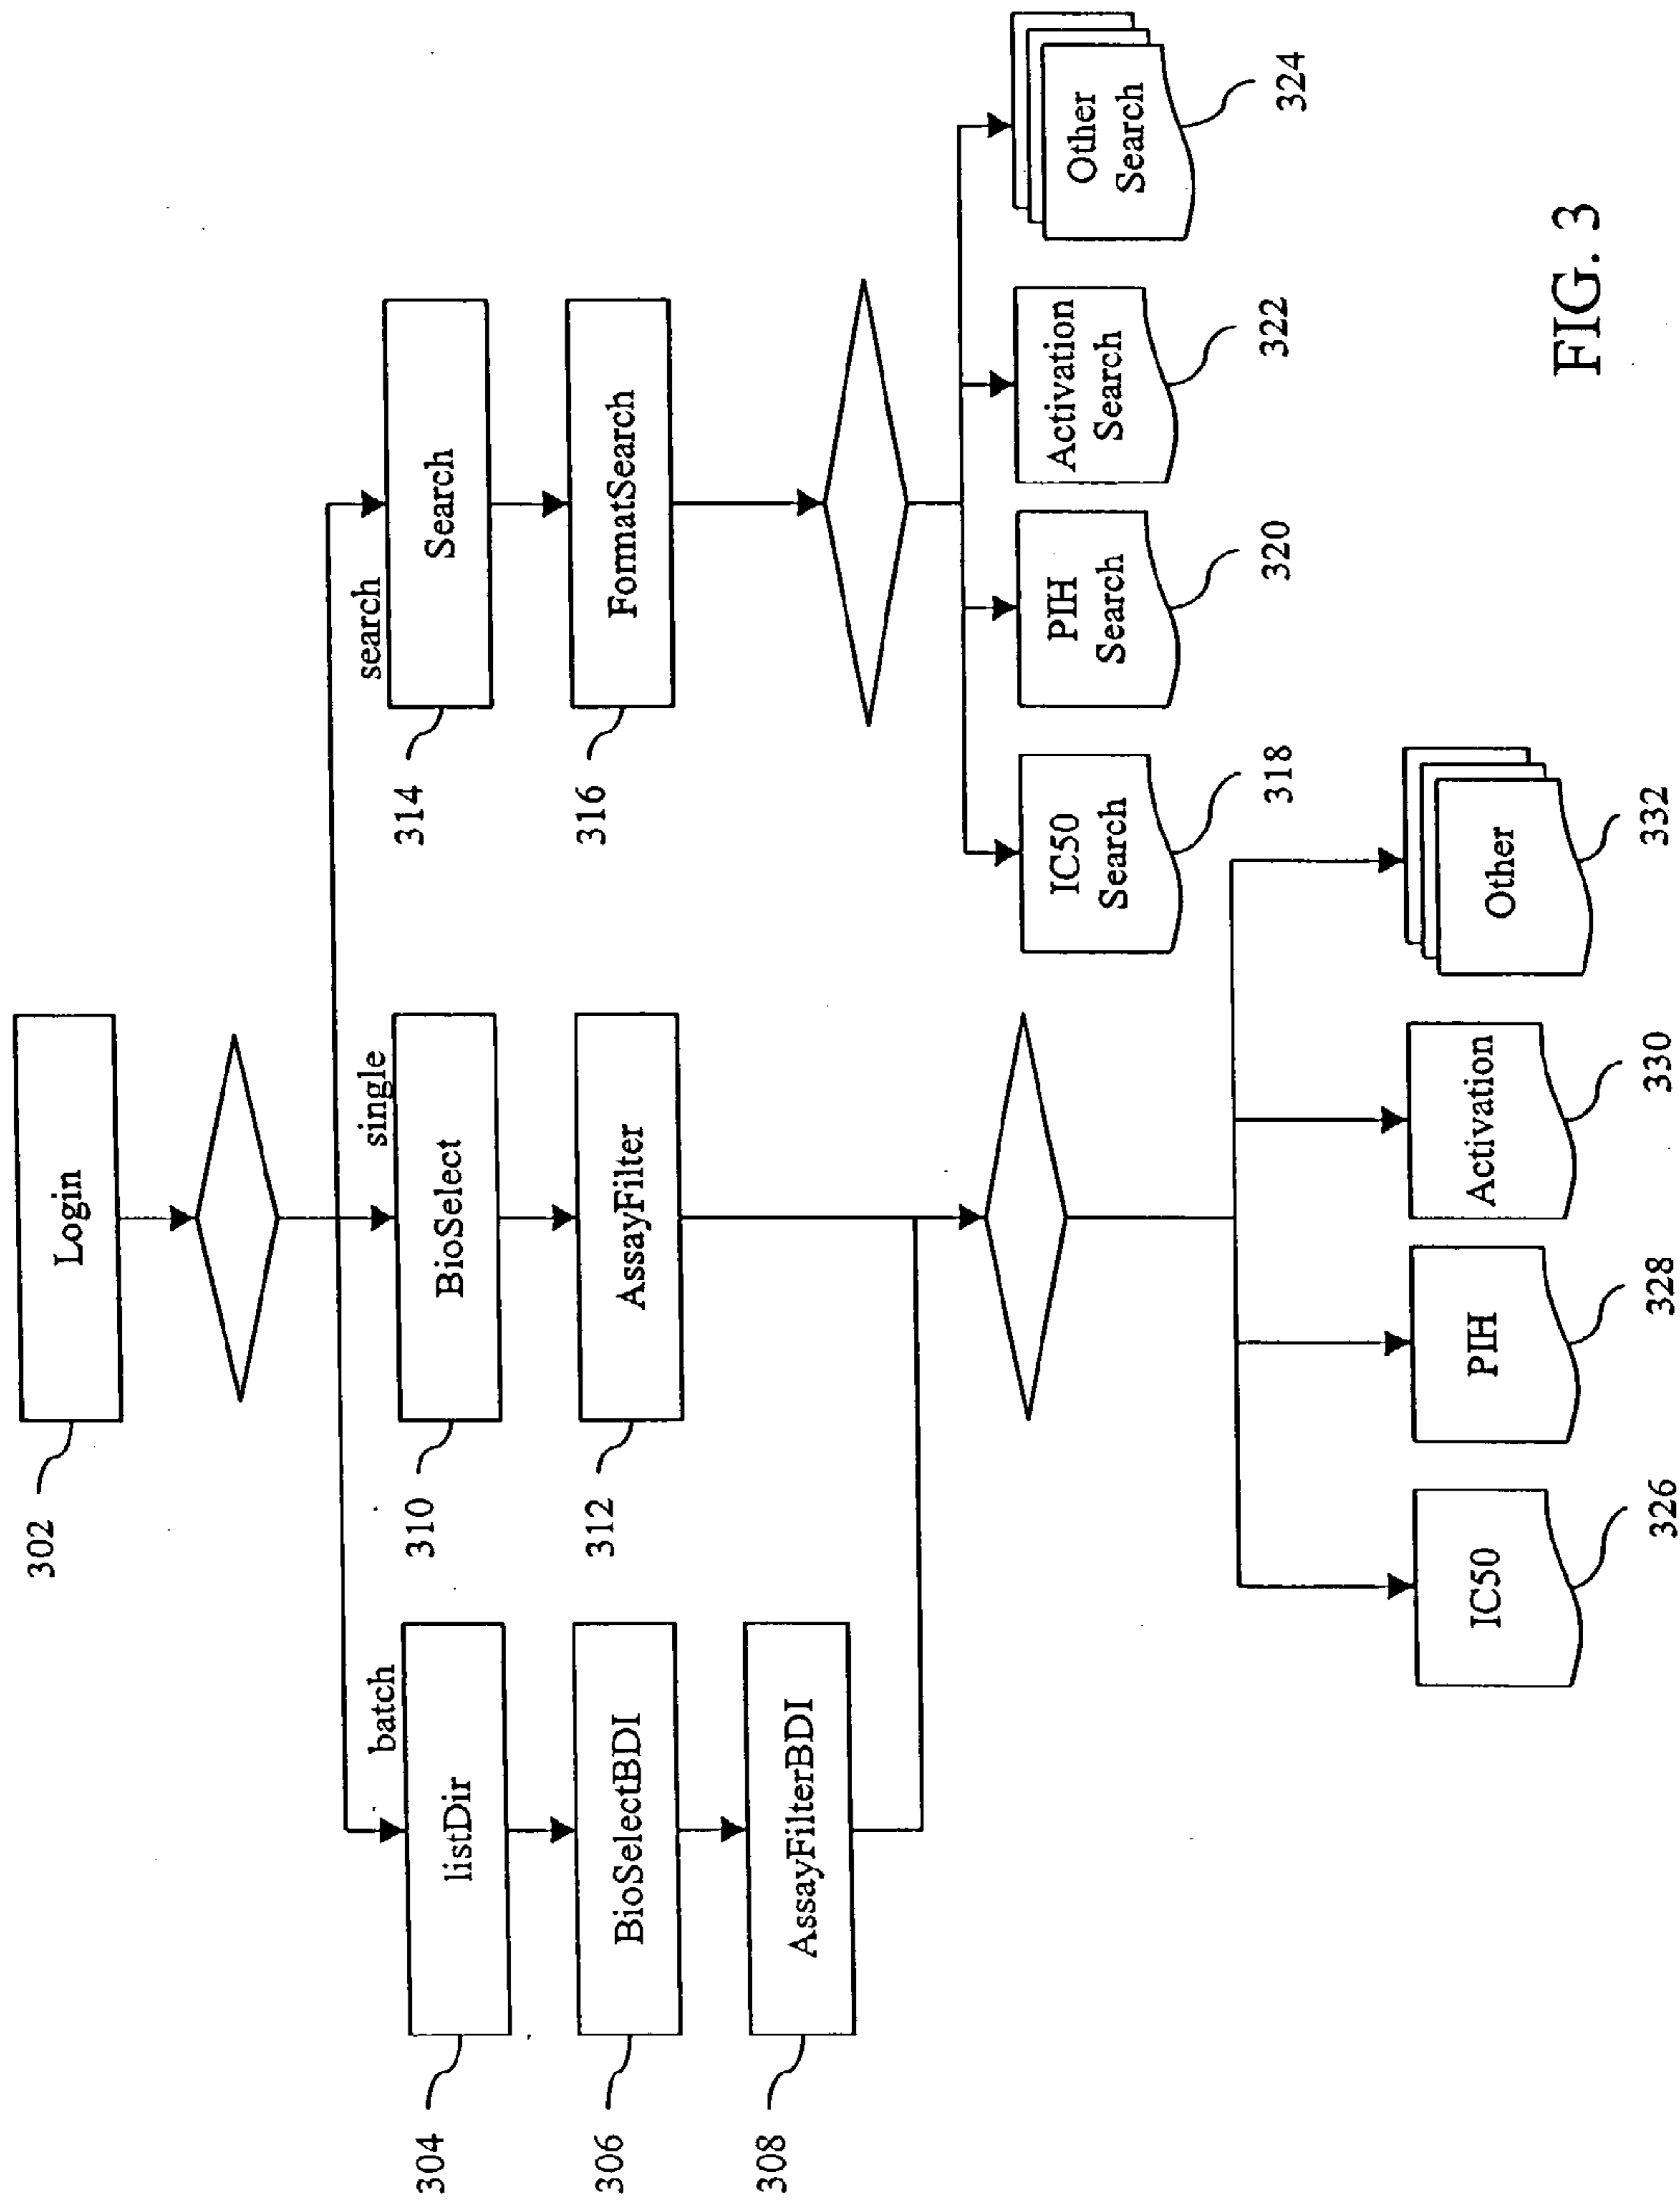 Login
302
batch
single
search
listDir
304
BioSelect
310
Search
314
BioSelectBDI
306
AssayFilter
312
FormatSearch
316
AssayFilterBDI
308
IC50
Search
318
PIH
Search
320
Activation
Search
322
Other
Search
324
IC50
326
PIH
328
Activation
330
Other
332
FIG. 3